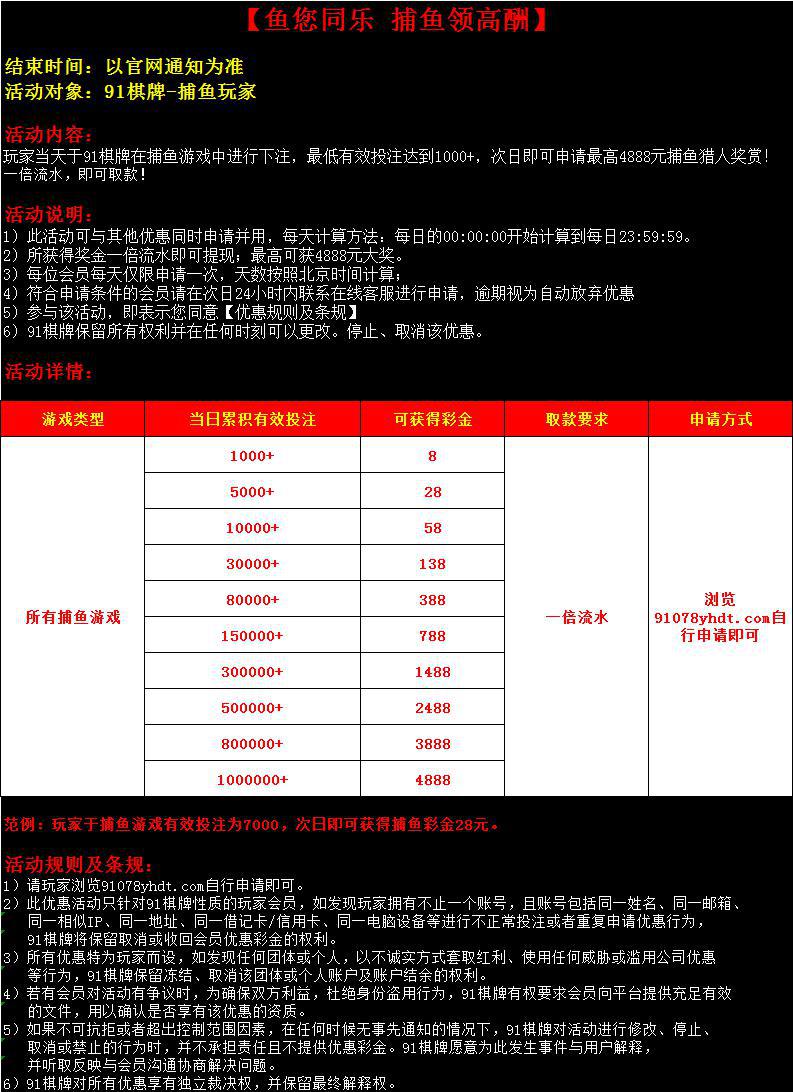 【鱼您同乐 捕鱼领高酬】
结束时间：以官网通知为准
活动对象：91棋牌-捕鱼玩家
活动内容：
玩家当天于91棋牌在捕鱼游戏中进行下注，最低有效投注达到1000+，次日即可申请最高4888元捕鱼猎人奖赏！
一倍流水，即可取款！
活动说明：
1）此活动可与其他优惠同时申请并用，每天计算方法：每日的00:00:00开始计算到每日23:59:59。
2）所获得奖金一倍流水即可提现；最高可获4888元大奖。
3）每位会员每天仅限申请一次，天数按照北京时间计算；
4）符合申请条件的会员请在次日24小时内联系在线客服进行申请，逾期视为自动放弃优惠
5）参与该活动，即表示您同意【优惠规则及条规】
6）91棋牌保留所有权利并在任何时刻可以更改。停止、取消该优惠。
活动详情：
游戏类型 当日累积有效投注 可获得彩金 取款要求 申请方式
1000+ 8
5000+ 28
10000+ 58
30000+ 138
80000+ 388
所有捕鱼游戏
一倍流水
浏览
91078yhdt.com自
行申请即可
150000+ 788
300000+ 1488
500000+ 2488
800000+ 3888
1000000+ 4888
范例：玩家于捕鱼游戏有效投注为7000，次日即可获得捕鱼彩金28元。
活动规则及条规：
1）请玩家浏览91078yhdt.com自行申请即可。
2）此优惠活动只针对91棋牌性质的玩家会员，如发现玩家拥有不止一个账号，且账号包括同一姓名、同一邮箱、
同一相似IP、同一地址、同一借记卡/信用卡、同一电脑设备等进行不正常投注或者重复申请优惠行为，
91棋牌将保留取消或收回会员优惠彩金的权利。
3）所有优惠特为玩家而设，如发现任何团体或个人，以不诚实方式套取红利、使用任何威胁或滥用公司优惠
等行为，91棋牌保留冻结、取消该团体或个人账户及账户结余的权利。
4）若有会员对活动有争议时，为确保双方利益，杜绝身份盗用行为，91棋牌有权要求会员向平台提供充足有效
的文件，用以确认是否享有该优惠的资质。
5）如果不可抗拒或者超出控制范围因素，在任何时候无事先通知的情况下，91棋牌对活动进行修改、停止、
取消或禁止的行为时，并不承担责任且不提供优惠彩金。91棋牌愿意为此发生事件与用户解释，
并听取反映与会员沟通协商解决问题。
6）91棋牌对所有优惠享有独立裁决权，并保留最终解释权。